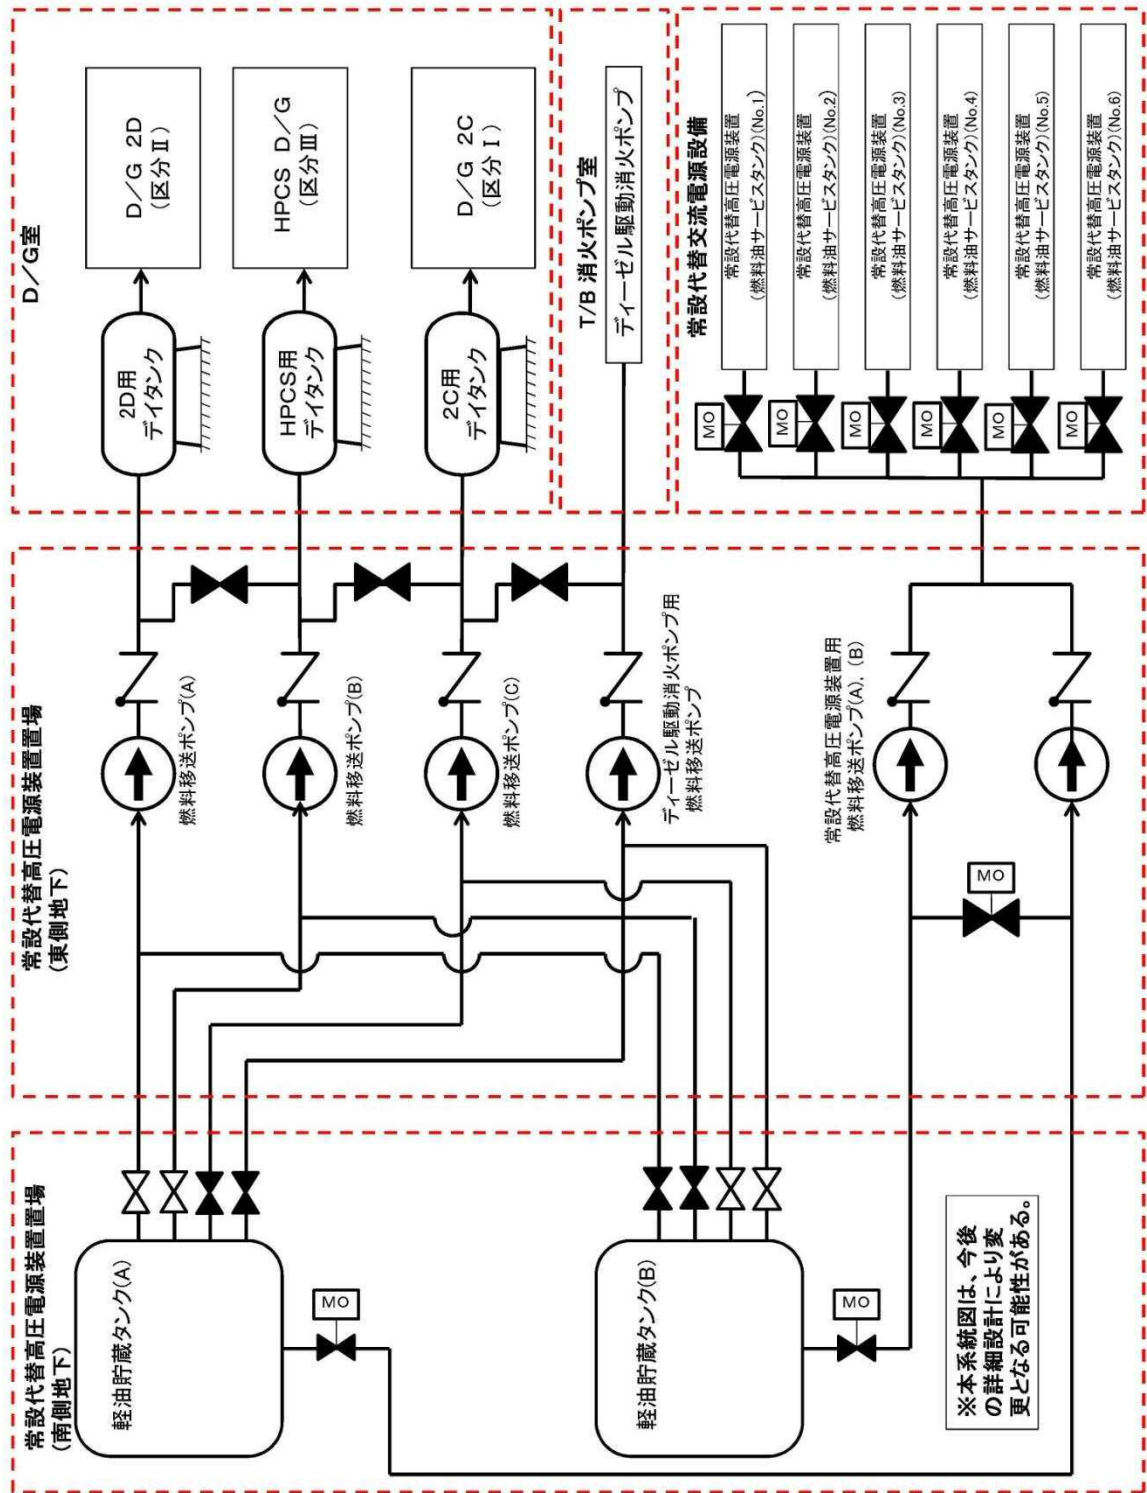 常設代替高圧電源装置置場
(南側地下)
軽油貯蔵タンク(A)
MO
軽油貯蔵タンク(B)
MO
※本系統図は、今後
の詳細設計により変
更となる可能性がある。
常設代替高圧電源装置置場
(東側地下)
燃料移送ポンプ(A)
燃料移送ポンプ(B)
燃料移送ポンプ(C)
ディーゼル駆動消火ポンプ用
燃料移送ポンプ
常設代替高圧電源装置用
燃料移送ポンプ(A)、(B)
MO
D/G室
2D用
デイタンク
D/G 2D
(区分Ⅱ)
HPCS用
デイタンク
HPCS D/G
(区分Ⅲ)
2C用
デイタンク
D/G 2C
(区分Ⅰ)
T/B 消火ポンプ室
ディーゼル駆動消火ポンプ
常設代替交流電源設備
MO
常設代替高圧電源装置
(燃料油サービスタンク)(No.1)
MO
常設代替高圧電源装置
(燃料油サービスタンク)(No.2)
MO
常設代替高圧電源装置
(燃料油サービスタンク)(No.3)
MO
常設代替高圧電源装置
(燃料油サービスタンク)(No.4)
MO
常設代替高圧電源装置
(燃料油サービスタンク)(No.5)
MO
常設代替高圧電源装置
(燃料油サービスタンク)(No.6)